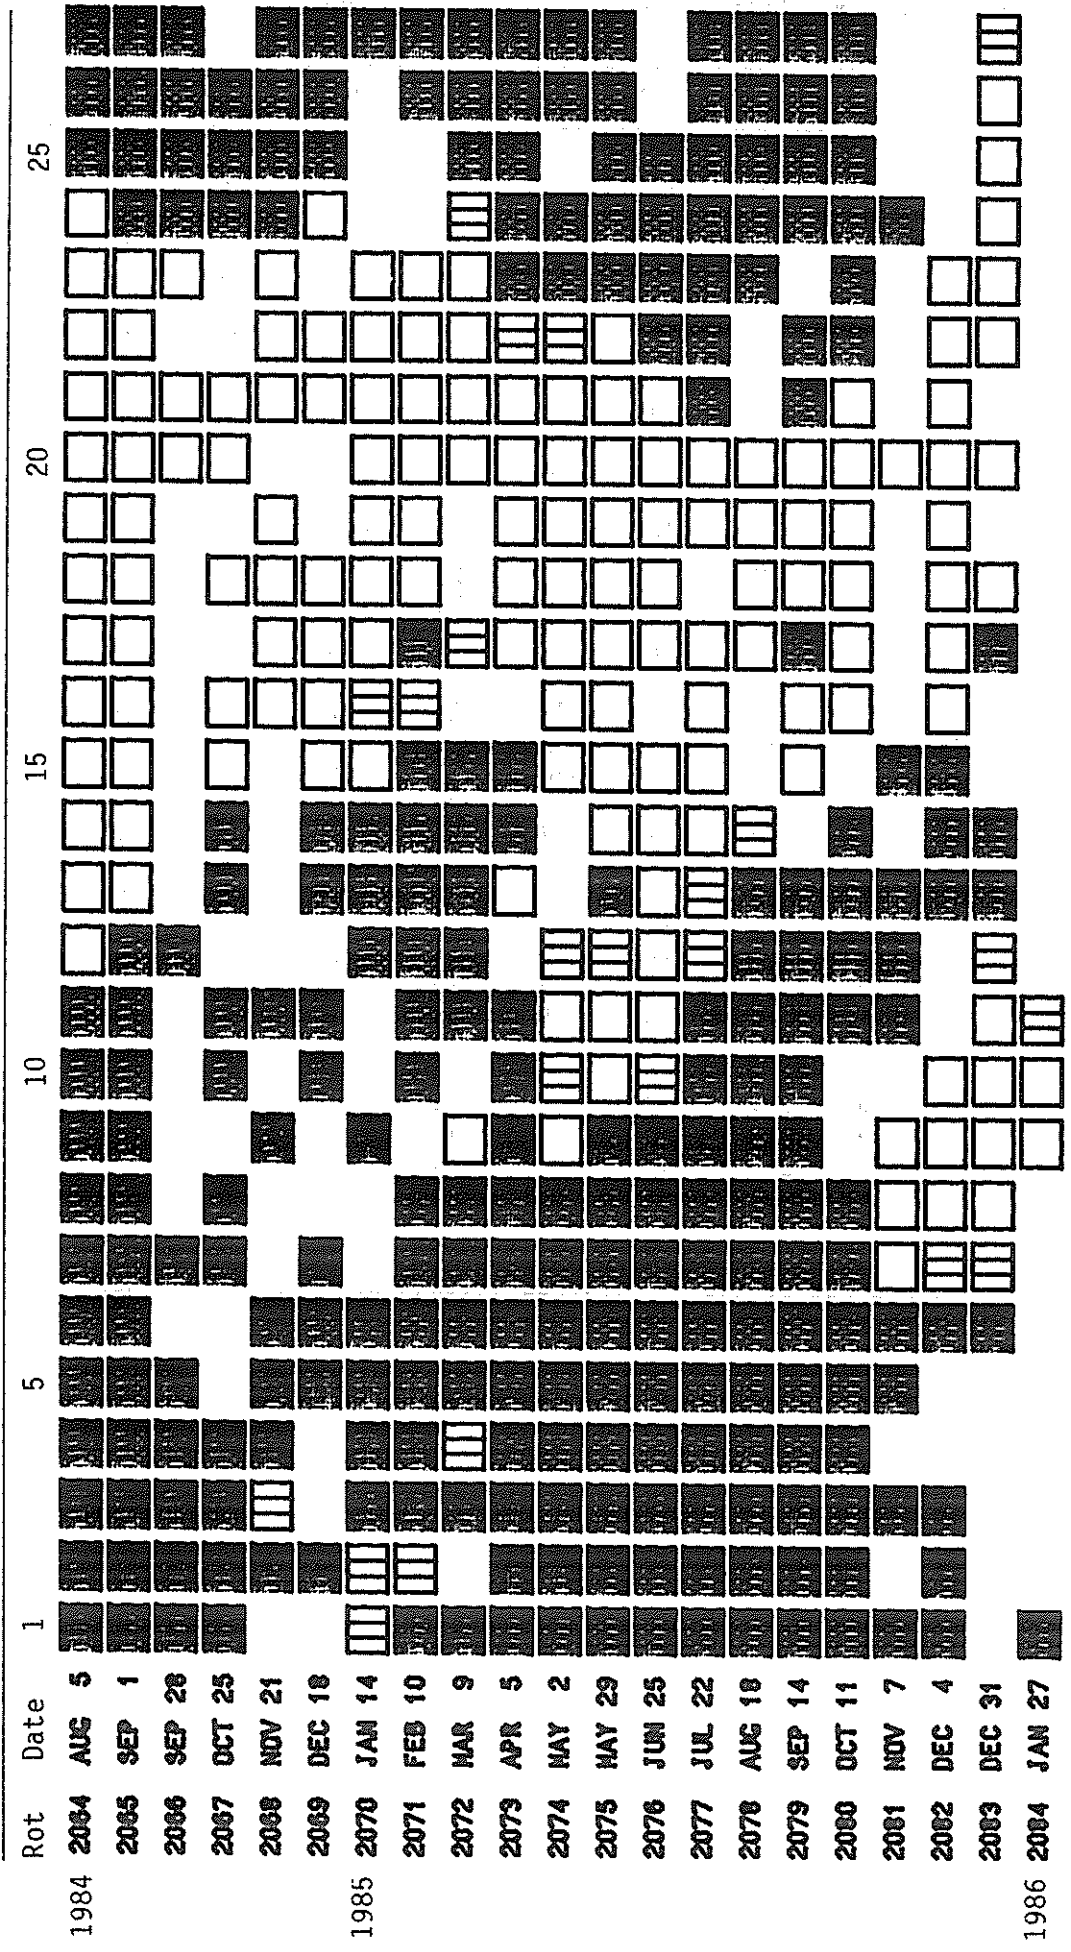 Rot Date 1 5 10 15 20 25
1984 2064 AUG 5
2065 SEP 1
2066 SEP 28
2067 OCT 25
2068 NOV 21
2069 DEC 18
1985 2070 JAN 14
2071 FEB 10
2072 MAR 9
2073 APR 5
2074 MAY 2
2075 MAY 29
2076 JUN 25
2077 JUL 22
2078 AUG 18
2079 SEP 14
2080 OCT 11
2081 NOV 7
2082 DEC 4
2083 DEC 31
1986 2084 JAN 27